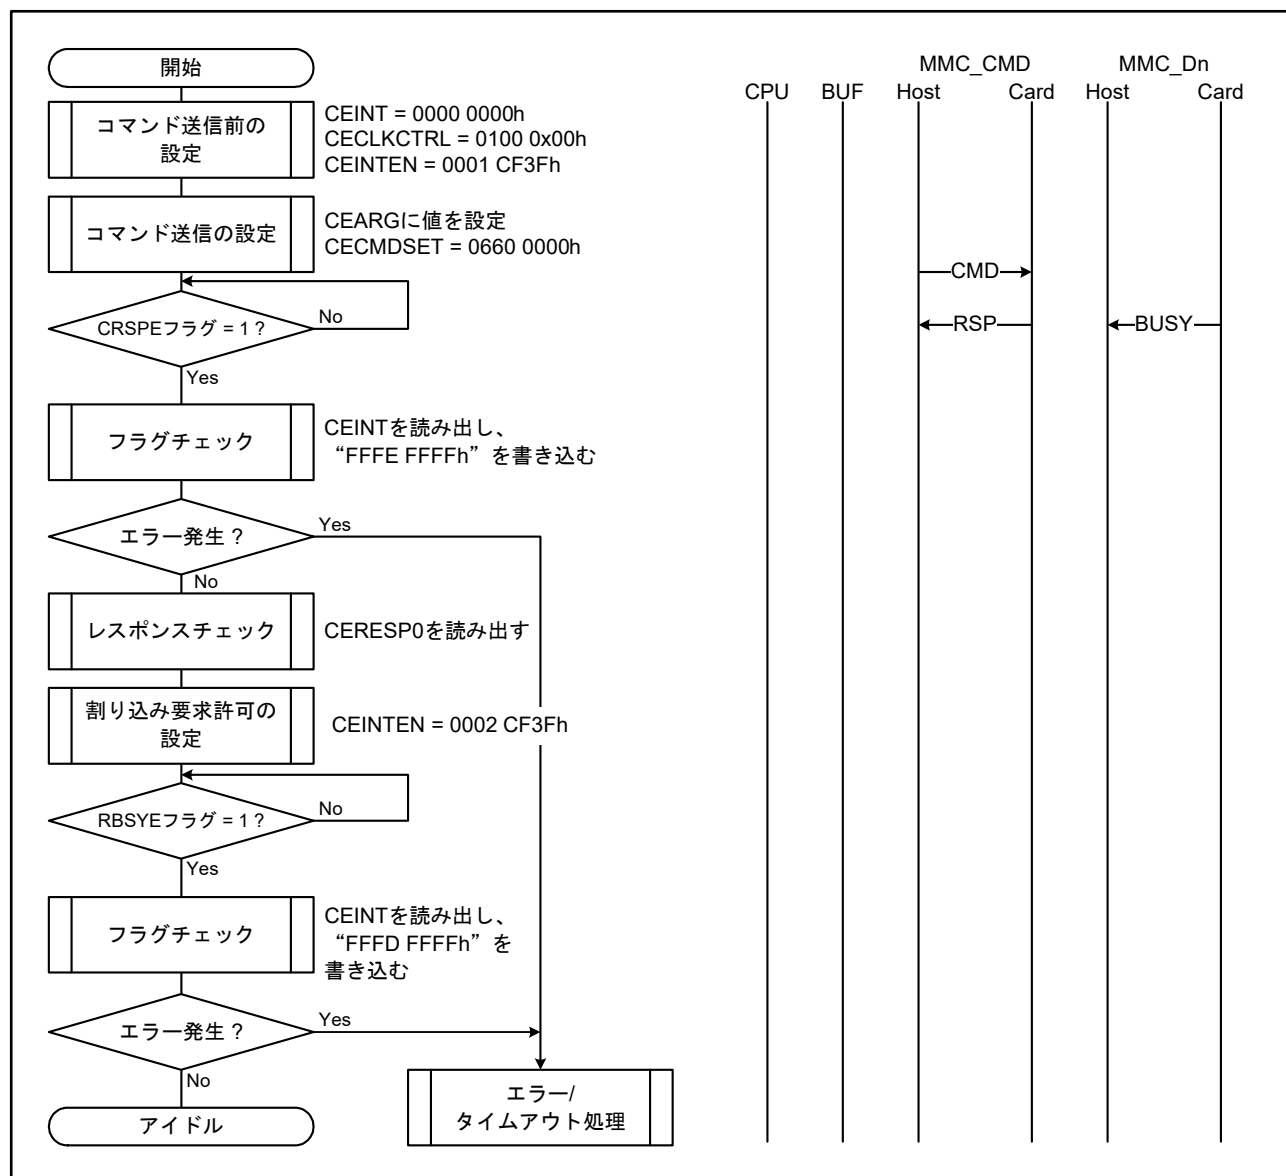 開始
コマンド送信前の
設定
CEINT = 0000 0000h
CECLKCTRL = 0100 0x00h
CEINTEN = 0001 CF3Fh
コマンド送信の設定
CEARGに値を設定
CECMDSET = 0660 0000h
CRSPEフラグ = 1 ?
No
Yes
フラグチェック
CEINTを読み出し、
“FFFE FFFFh” を書き込む
エラー発生 ?
Yes
No
レスポンスチェック
CERESP0を読み出す
割り込み要求許可の
設定
CEINTEN = 0002 CF3Fh
RBSYEフラグ = 1 ?
No
Yes
フラグチェック
CEINTを読み出し、
“FFFD FFFFh” を
書き込む
エラー発生 ?
Yes
No
エラー/
タイムアウト処理
アイドル
MMC_CMD
MMC_Dn
CPU
BUF
Host
Card
Host
Card
CMD
RSP
BUSY